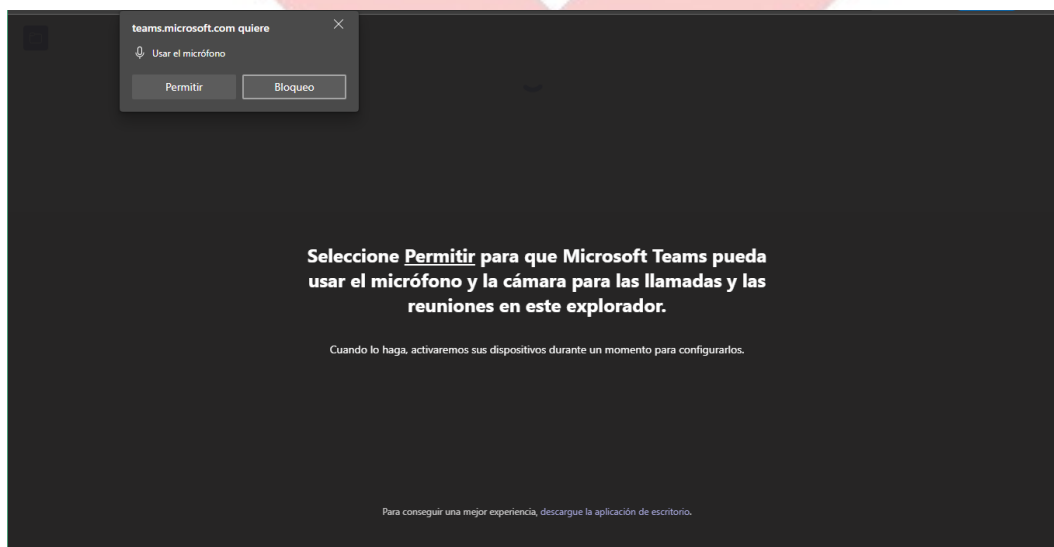 teams.microsoft.com quiere
Usar el micrófono
Permitir
Bloqueo
Seleccione Permitir para que Microsoft Teams pueda
usar el micrófono y la cámara para las llamadas y las
reuniones en este explorador.
Cuando lo haga, activaremos sus dispositivos durante un momento para configurarlos.
Para conseguir una mejor experiencia, descargue la aplicación de escritorio.